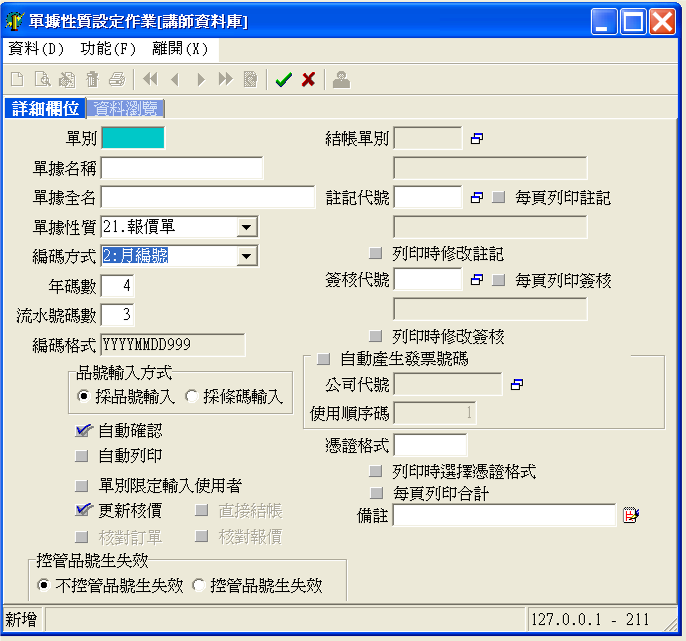 單據性質設定作業[講師資料庫]
資料(D) 功能(F) 離開(X)
詳細欄位 資料瀏覽
單別
單據名稱
單據全名
單據性質 21.報價單
編碼方式 2:月編號
年碼數 4
流水號碼數 3
編碼格式 YYYYMMDD999
品號輸入方式
採品號輸入 採條碼輸入
自動確認
自動列印
單別限定輸入使用者
更新核價 直接結帳
核對訂單 核對報價
控管品號生失效
不控管品號生失效 控管品號生失效
結帳單別
註記代號 每頁列印註記
列印時修改註記
簽核代號 每頁列印簽核
列印時修改簽核
自動產生發票號碼
公司代號
使用順序碼 1
憑證格式
列印時選擇憑證格式
每頁列印合計
備註
新增 127.0.0.1 - 211